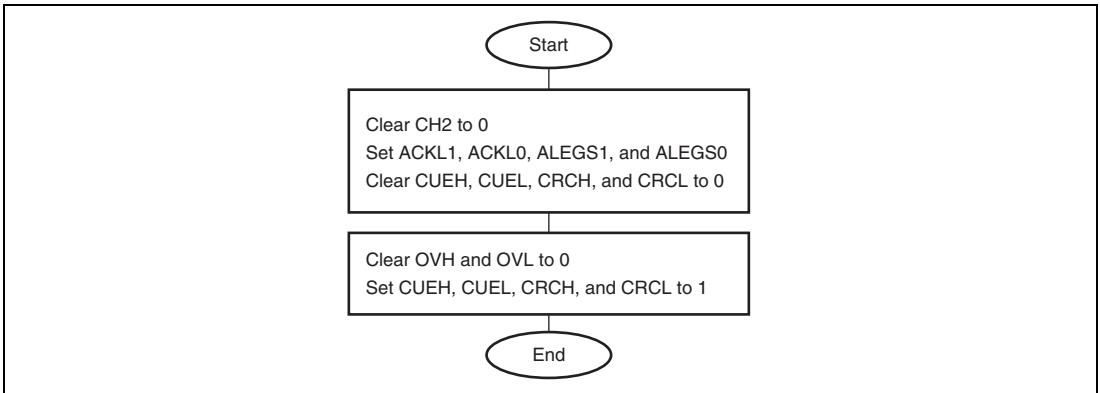 Start
Clear CH2 to 0
Set ACKL1, ACKL0, ALEGS1, and ALEGS0
Clear CUEH, CUEL, CRCH, and CRCL to 0
Clear OVH and OVL to 0
Set CUEH, CUEL, CRCH, and CRCL to 1
End